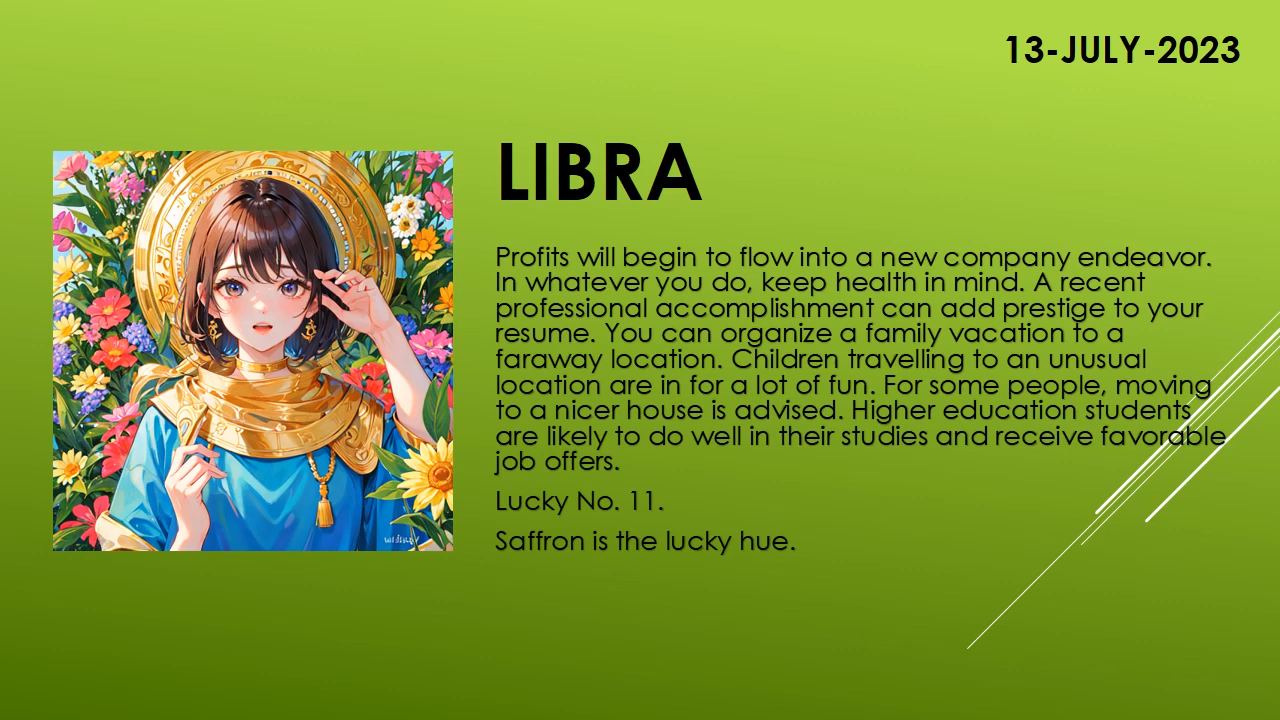 13-JULY-2023
LIBRA
Profits will begin to flow into a new company endeavor.
In whatever you do, keep health in mind. A recent
professional accomplishment can add prestige to your
resume. You can organize a family vacation to a
faraway location. Children travelling to an unusual
location are in for a lot of fun. For some people, moving
to a nicer house is advised. Higher education students
are likely to do well in their studies and receive favorable
job offers.
Lucky No. 11.
Saffron is the lucky hue.